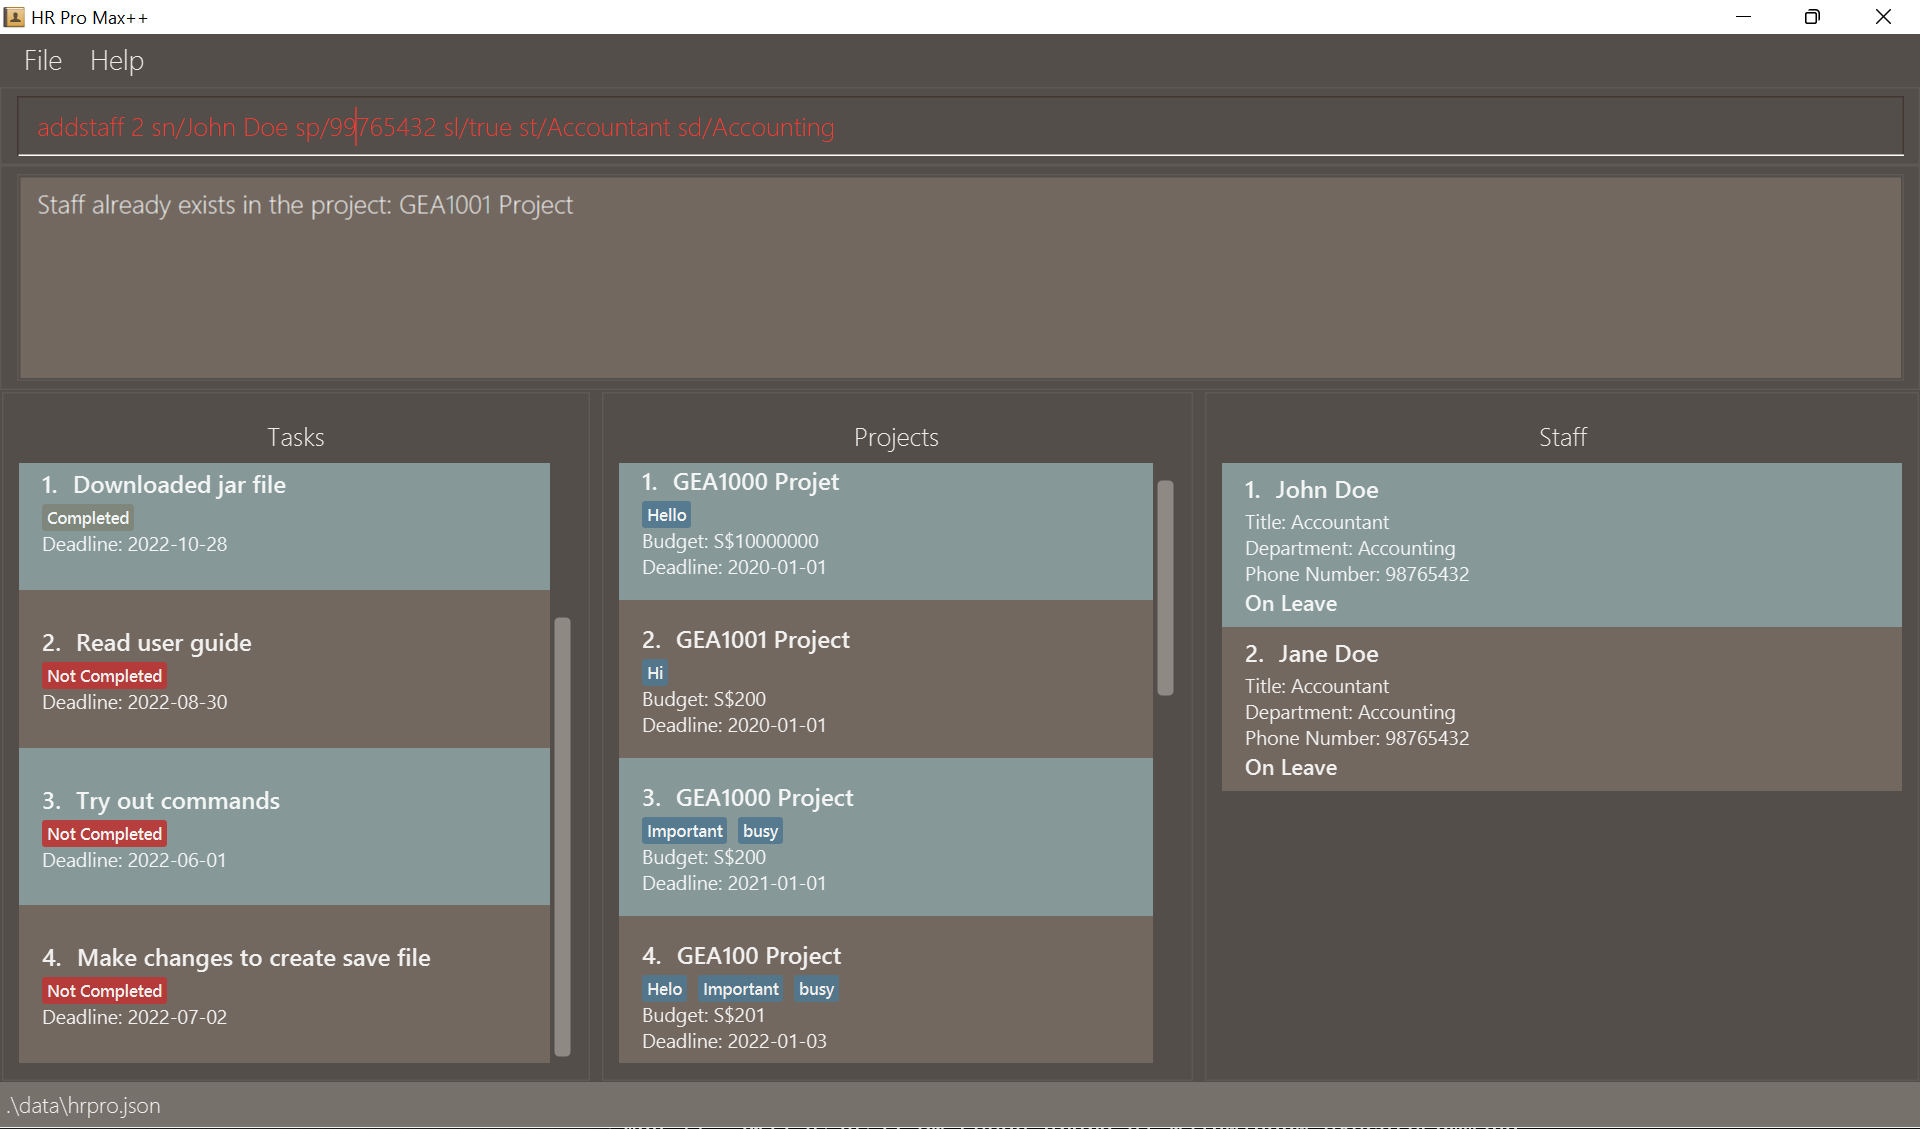 HR Pro Max++
File Help
addstaff 2 sn/John Doe sp/99765432 sl/true st/Accountant sd/Accounting
Staff already exists in the project: GEA1001 Project
Tasks
1. Downloaded jar file
Completed
Deadline: 2022-10-28
2. Read user guide
Not Completed
Deadline: 2022-08-30
3. Try out commands
Not Completed
Deadline: 2022-06-01
4. Make changes to create save file
Not Completed
Deadline: 2022-07-02
Projects
1. GEA1000 Projet
Hello
Budget: S$10000000
Deadline: 2020-01-01
2. GEA1001 Project
Hi
Budget: S$200
Deadline: 2020-01-01
3. GEA1000 Project
Important busy
Budget: S$200
Deadline: 2021-01-01
4. GEA100 Project
Helo Important busy
Budget: S$201
Deadline: 2022-01-03
Staff
1. John Doe
Title: Accountant
Department: Accounting
Phone Number: 98765432
On Leave
2. Jane Doe
Title: Accountant
Department: Accounting
Phone Number: 98765432
On Leave
.\data\hrpro.json